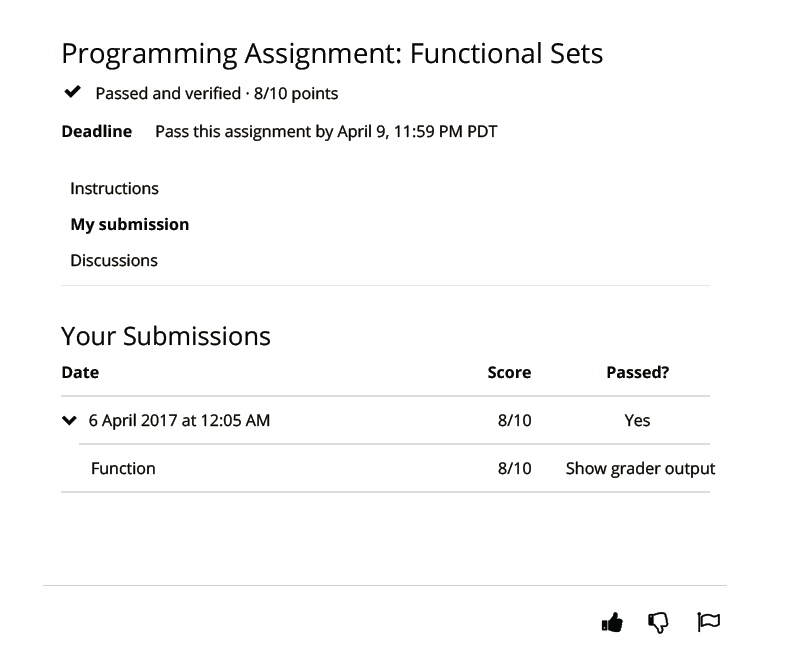 Programming Assignment: Functional Sets
Passed and verified · 8/10 points
Deadline Pass this assignment by April 9, 11:59 PM PDT
Instructions
My submission
Discussions
Your Submissions
Date Score Passed?
6 April 2017 at 12:05 AM 8/10 Yes
Function 8/10 Show grader output